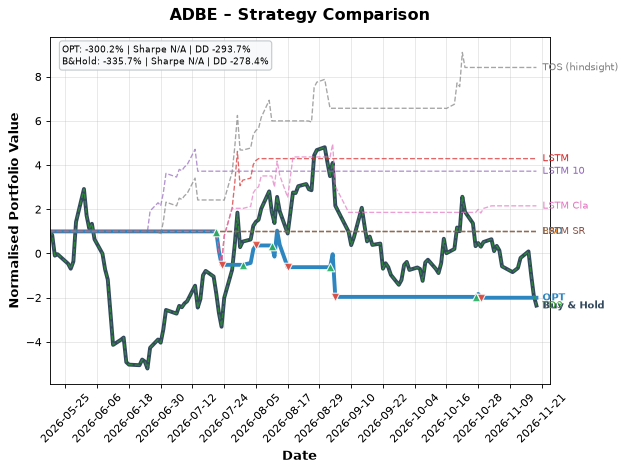 ADBE – Strategy Comparison
OPT: -300.2% | Sharpe N/A | DD -293.7%
B&Hold: -335.7% | Sharpe N/A | DD -278.4%
Normalised Portfolio Value
8
6
4
2
0
−2
−4
TOS (hindsight)
LSTM
LSTM 10
LSTM Cla
LSTM SR
OPT
Buy & Hold
2026-05-25
2026-06-06
2026-06-18
2026-06-30
2026-07-12
2026-07-24
2026-08-05
2026-08-17
2026-08-29
2026-09-10
2026-09-22
2026-10-04
2026-10-16
2026-10-28
2026-11-09
2026-11-21
Date